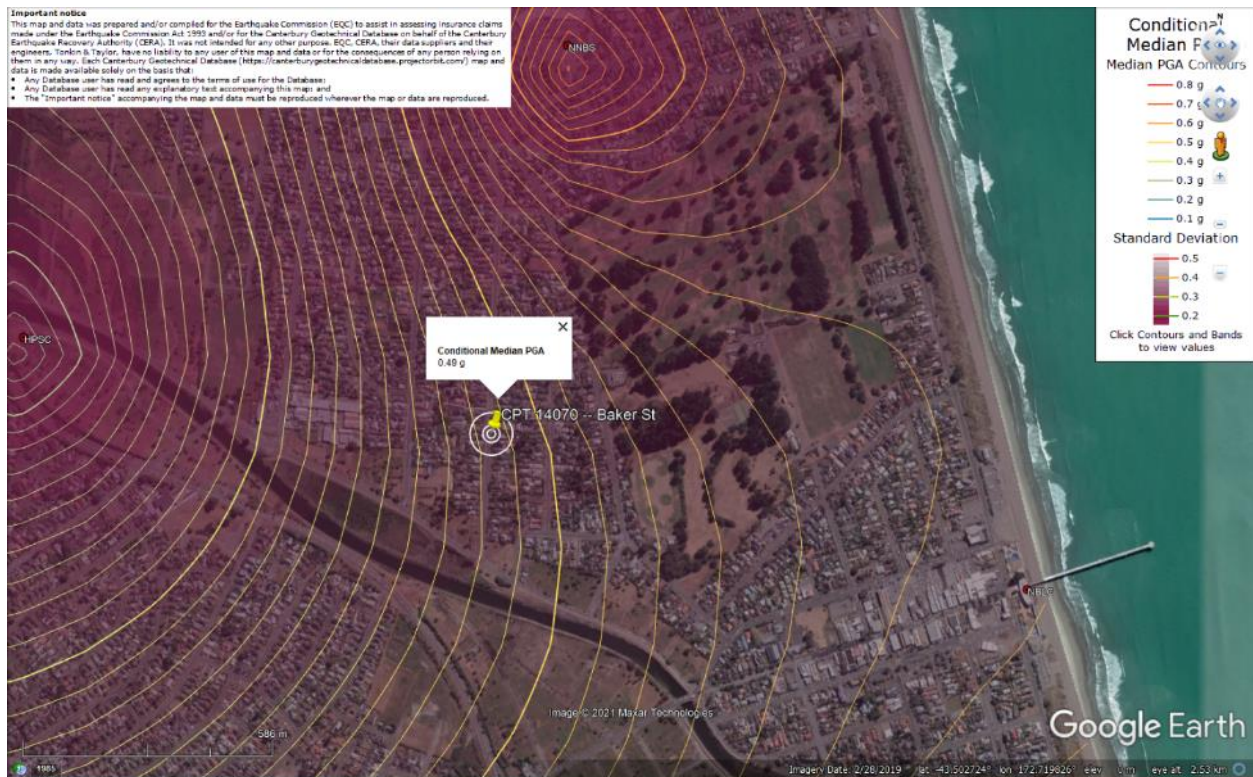 Important notice
This map and data was prepared and/or compiled for the Earthquake Commission (EQC) to assist in assessing insurance claims
made under the Earthquake Commission Act 1993 and/or for the Canterbury Geotechnical Database on behalf of the Canterbury
Earthquake Recovery Authority (CERA). It was not intended for any other purpose. EQC, CERA, their data suppliers and their
engineers, Tonkin & Taylor, have no liability to any user of this map and data or for the consequences of any person relying on
them in any way. Each Canterbury Geotechnical Database (https://canterburygeotechnicaldatabase.projectorbit.com/) map and
data is made available solely on the basis that:
• Any Database user has read and agrees to the terms of use for the Database;
• Any Database user has read any explanatory text accompanying this map; and
• The "Important notice" accompanying the map and data must be reproduced wherever the map or data are reproduced.
Conditional
Median
Median PGA Contours
0.8 g
0.7 g
0.6 g
0.5 g
0.4 g
0.3 g
0.2 g
0.1 g
Standard Deviation
0.5
0.4
0.3
0.2
Click Contours and Bands
to view values
N
NNBS
HPSC
Conditional Median PGA
0.49 g
CPT 14070 -- Baker St
586 m
Image © 2021 Maxar Technologies
Google Earth
1985
Imagery Date: 2/28/2019 lat -43.502724° lon 172.719826° elev 0 m eye alt 2.53 km